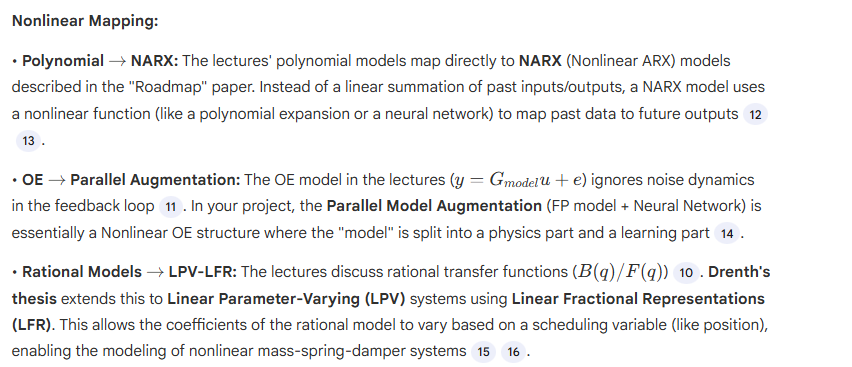 Nonlinear Mapping:
• Polynomial → NARX: The lectures' polynomial models map directly to NARX (Nonlinear ARX) models
described in the "Roadmap" paper. Instead of a linear summation of past inputs/outputs, a NARX model uses
a nonlinear function (like a polynomial expansion or a neural network) to map past data to future outputs 12
13 .
• OE → Parallel Augmentation: The OE model in the lectures (y = G_{model}u + e) ignores noise dynamics
in the feedback loop 11 . In your project, the Parallel Model Augmentation (FP model + Neural Network) is
essentially a Nonlinear OE structure where the "model" is split into a physics part and a learning part 14 .
• Rational Models → LPV-LFR: The lectures discuss rational transfer functions (B(q)/F(q)) 10 . Drenth's
thesis extends this to Linear Parameter-Varying (LPV) systems using Linear Fractional Representations
(LFR). This allows the coefficients of the rational model to vary based on a scheduling variable (like position),
enabling the modeling of nonlinear mass-spring-damper systems 15 16 .